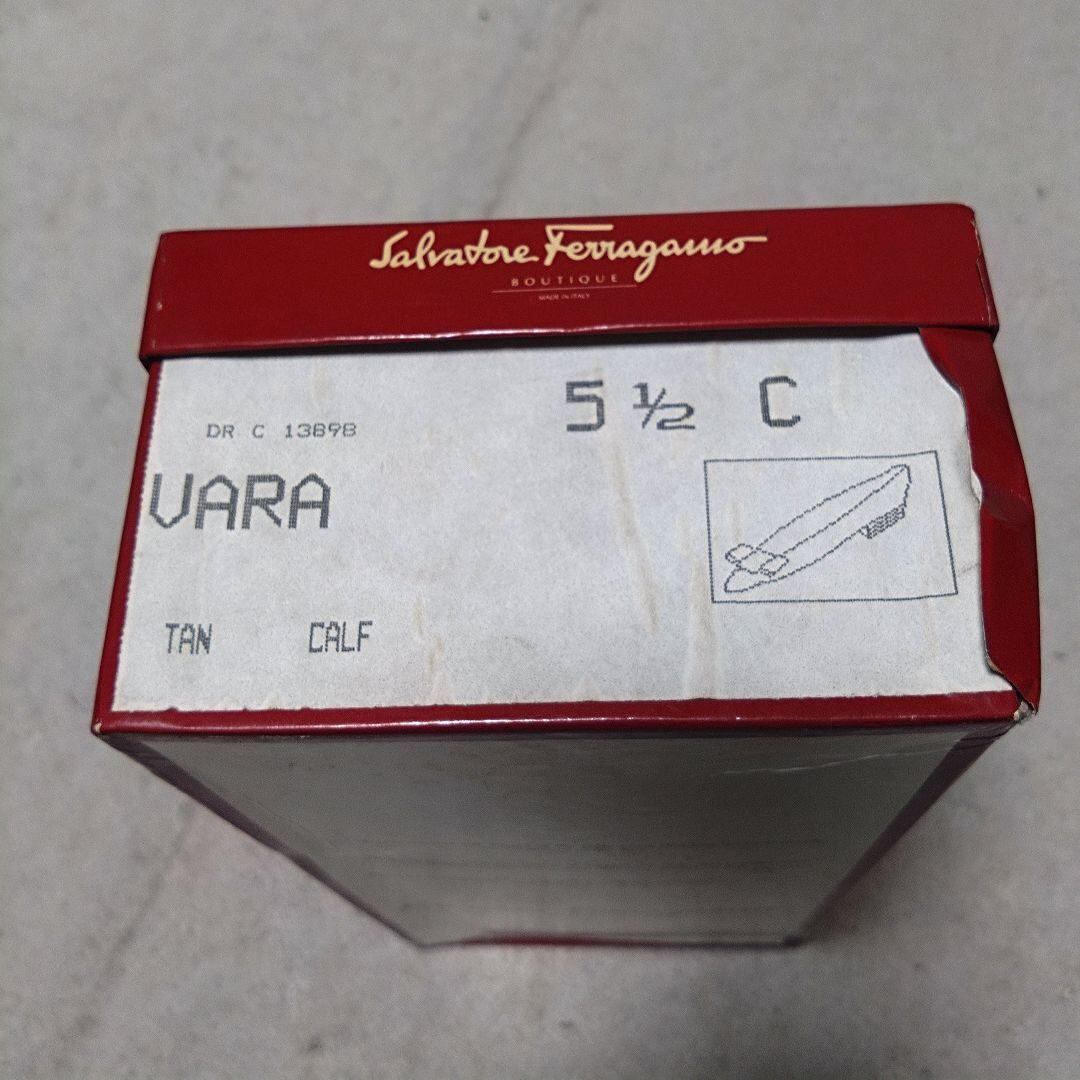 Salvatore Ferragamo
BOUTIQUE
MADE IN ITALY
5 ½ C
DR C 13898
VARA
TAN CALF